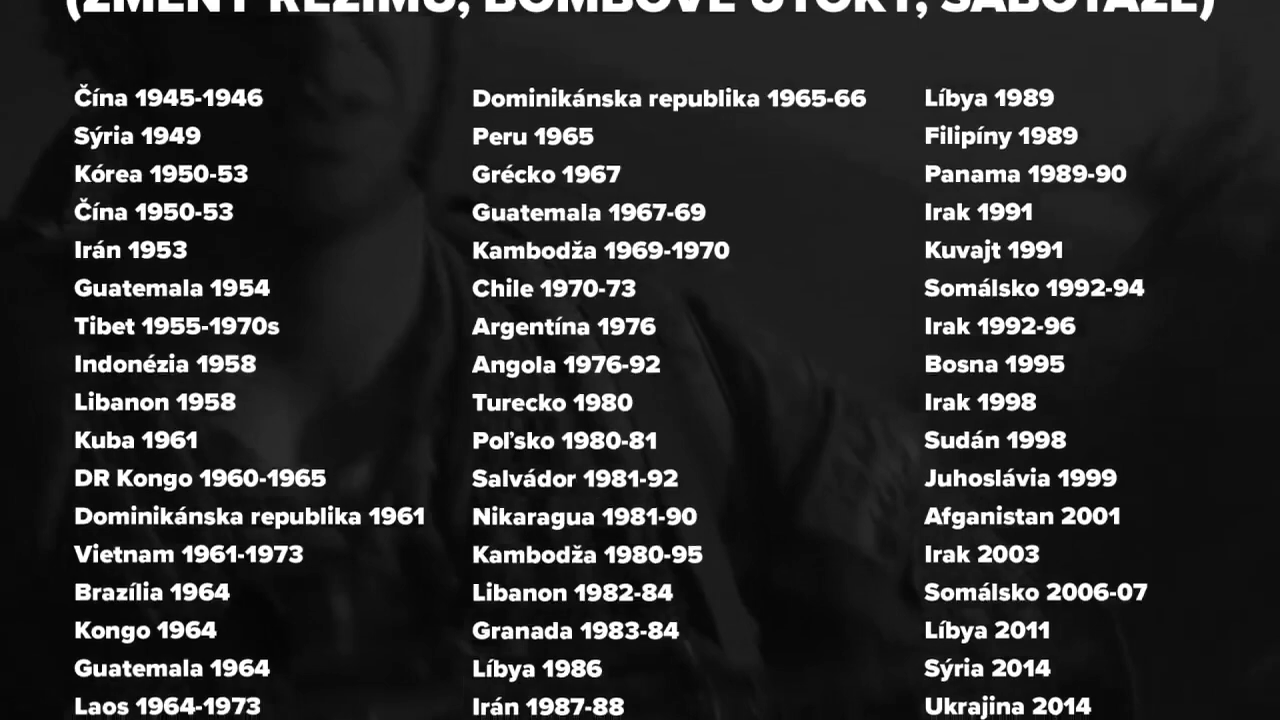 (ZMENY REŽIMU, BOMBOVÉ ÚTOKY, SABOTÁŽE)
Čína 1945-1946
Sýria 1949
Kórea 1950-53
Čína 1950-53
Irán 1953
Guatemala 1954
Tibet 1955-1970s
Indonézia 1958
Libanon 1958
Kuba 1961
DR Kongo 1960-1965
Dominikánska republika 1961
Vietnam 1961-1973
Brazília 1964
Kongo 1964
Guatemala 1964
Laos 1964-1973
Dominikánska republika 1965-66
Peru 1965
Grécko 1967
Guatemala 1967-69
Kambodža 1969-1970
Chile 1970-73
Argentína 1976
Angola 1976-92
Turecko 1980
Poľsko 1980-81
Salvádor 1981-92
Nikaragua 1981-90
Kambodža 1980-95
Libanon 1982-84
Granada 1983-84
Líbya 1986
Irán 1987-88
Líbya 1989
Filipíny 1989
Panama 1989-90
Irak 1991
Kuvajt 1991
Somálsko 1992-94
Irak 1992-96
Bosna 1995
Irak 1998
Sudán 1998
Juhoslávia 1999
Afganistan 2001
Irak 2003
Somálsko 2006-07
Líbya 2011
Sýria 2014
Ukrajina 2014